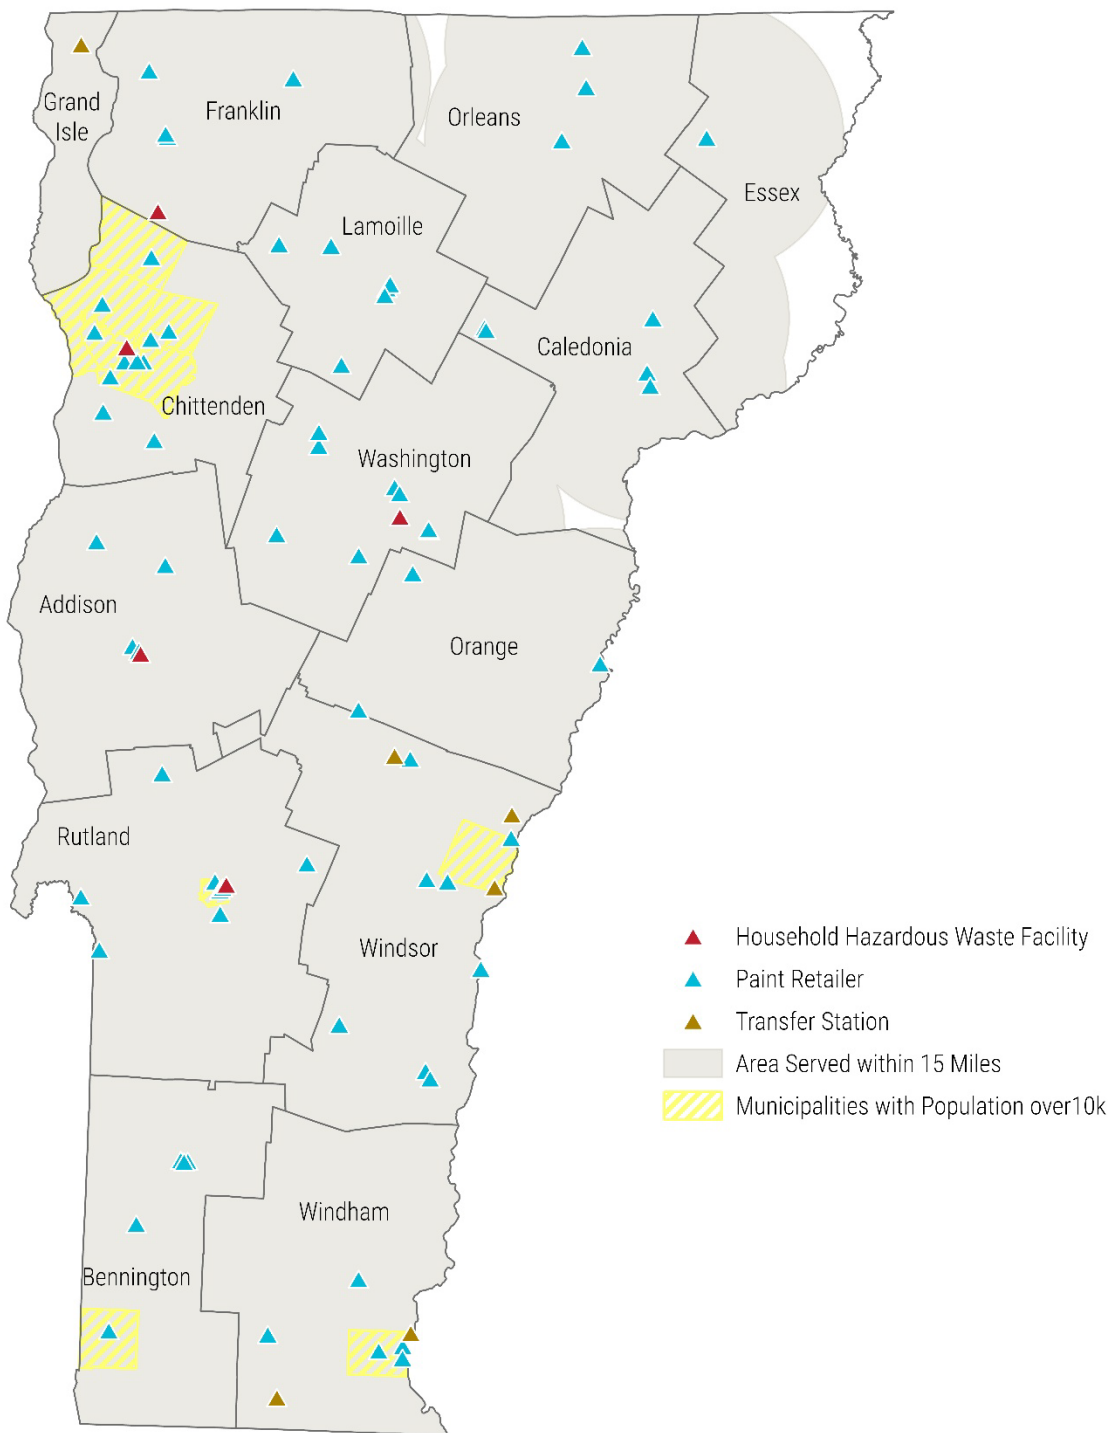 Grand
Isle
Franklin
Orleans
Essex
Lamoille
Caledonia
Chittenden
Washington
Addison
Orange
Rutland
Windsor
Household Hazardous Waste Facility
Paint Retailer
Transfer Station
Area Served within 15 Miles
Municipalities with Population over10k
Windham
Bennington